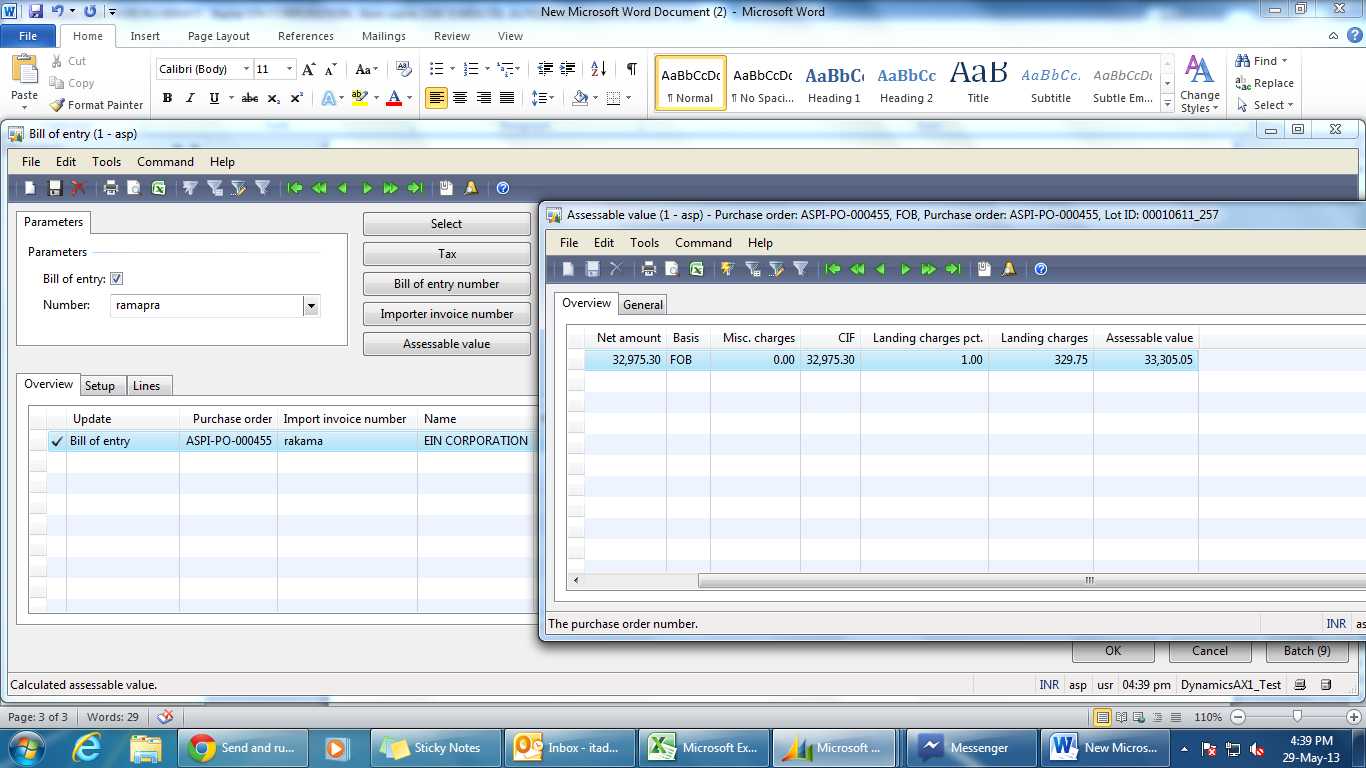 New Microsoft Word Document (2) - Microsoft Word
File Home Insert Page Layout References Mailings Review View
Paste
Cut
Copy
Format Painter
Calibri (Body) 11
AaBbCcDc AaBbCcDc AaBbCc AaBbCc AaB AaBbCc. AaBbCcDc
¶ Normal ¶ No Spaci... Heading 1 Heading 2 Title Subtitle Subtle Em...
Change Styles
Find
Replace
Select
Bill of entry (1 - asp)
File Edit Tools Command Help
Parameters
Parameters
Bill of entry:
Number: ramapra
Select
Tax
Bill of entry number
Importer invoice number
Assessable value
Overview Setup Lines
Update Purchase order Import invoice number Name
Bill of entry ASPI-PO-000455 rakama EIN CORPORATION
Assessable value (1 - asp) - Purchase order: ASPI-PO-000455, FOB, Purchase order: ASPI-PO-000455, Lot ID: 00010611_257
File Edit Tools Command Help
Overview General
Net amount Basis Misc. charges CIF Landing charges pct. Landing charges Assessable value
32,975.30 FOB 0.00 32,975.30 1.00 329.75 33,305.05
The purchase order number. INR as
OK Cancel Batch (9)
Calculated assessable value. INR asp usr 04:39 pm DynamicsAX1_Test
Page: 3 of 3 Words: 29 110%
Send and ru... Sticky Notes Inbox - itad... Microsoft Ex... Microsoft ... Messenger New Micros... 4:39 PM
29-May-13